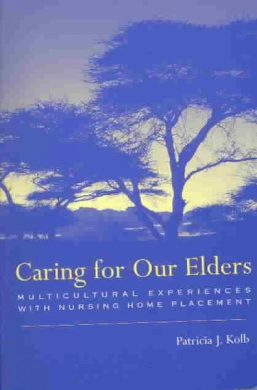 Caring for Our Elders
MULTICULTURAL EXPERIENCES
WITH NURSING HOME PLACEMENT
Patricia J. Kolb